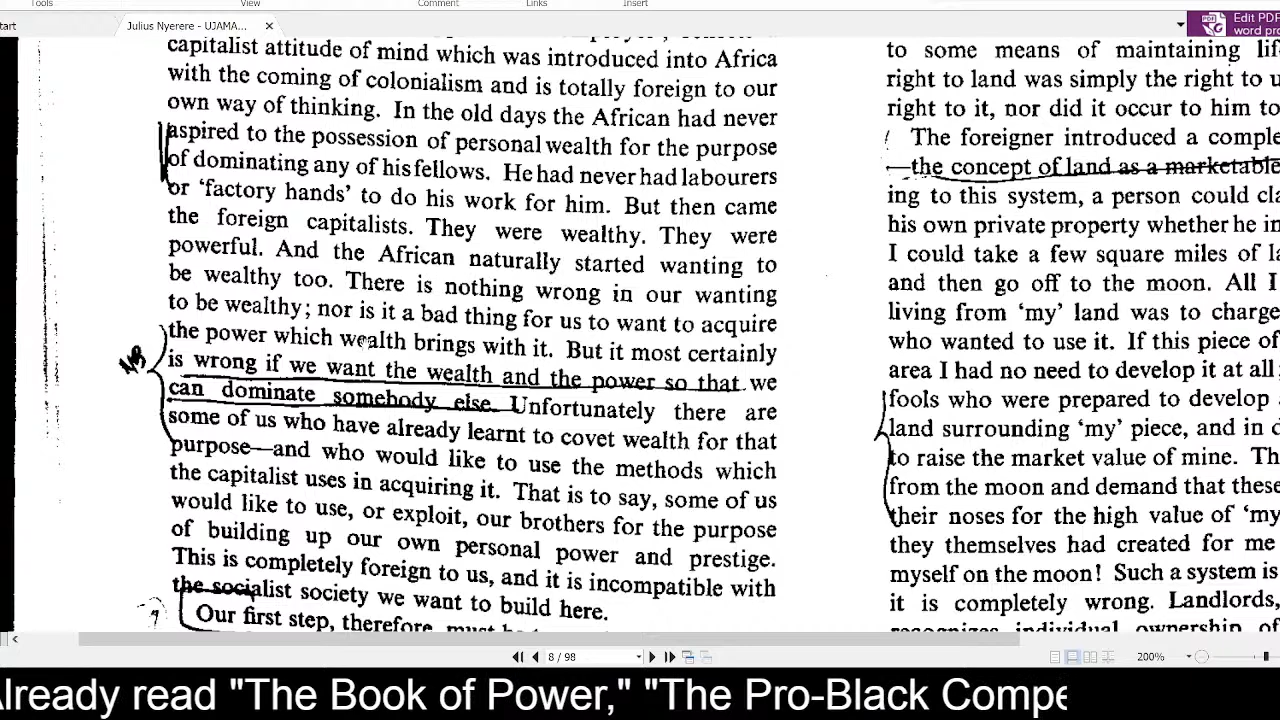 Tools View Comment Links Insert
tart
Julius Nyerere - UJAMA... ×
Edit PDF
word pro
capitalist attitude of mind which was introduced into Africa
with the coming of colonialism and is totally foreign to our
own way of thinking. In the old days the African had never
aspired to the possession of personal wealth for the purpose
of dominating any of his fellows. He had never had labourers
or 'factory hands' to do his work for him. But then came
the foreign capitalists. They were wealthy. They were
powerful. And the African naturally started wanting to
be wealthy too. There is nothing wrong in our wanting
to be wealthy; nor is it a bad thing for us to want to acquire
the power which wealth brings with it. But it most certainly
is wrong if we want the wealth and the power so that we
can dominate somebody else. Unfortunately there are
some of us who have already learnt to covet wealth for that
purpose—and who would like to use the methods which
the capitalist uses in acquiring it. That is to say, some of us
would like to use, or exploit, our brothers for the purpose
of building up our own personal power and prestige.
This is completely foreign to us, and it is incompatible with
the socialist society we want to build here.
Our first step, therefore, must
to some means of maintaining lif
right to land was simply the right to u
right to it, nor did it occur to him to
The foreigner introduced a comple
—the concept of land as a marketable
ing to this system, a person could cla
his own private property whether he in
I could take a few square miles of la
and then go off to the moon. All I
living from 'my' land was to charge
who wanted to use it. If this piece of
area I had no need to develop it at all
fools who were prepared to develop
land surrounding 'my' piece, and in d
to raise the market value of mine. Th
from the moon and demand that these
their noses for the high value of 'my
they themselves had created for me
myself on the moon! Such a system is
it is completely wrong. Landlords,
recognizes individual ownership of
8 / 98
200%
Already read "The Book of Power," "The Pro-Black Compe